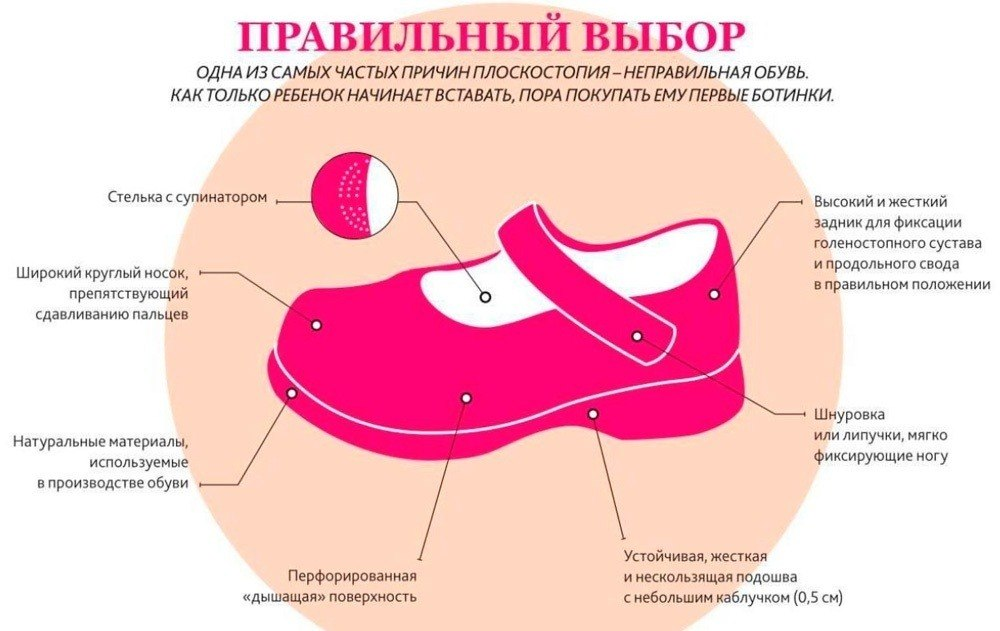 ПРАВИЛЬНЫЙ ВЫБОР
ОДНА ИЗ САМЫХ ЧАСТЫХ ПРИЧИН ПЛОСКОСТОПИЯ – НЕПРАВИЛЬНАЯ ОБУВЬ.
КАК ТОЛЬКО РЕБЕНОК НАЧИНАЕТ ВСТАВАТЬ, ПОРА ПОКУПАТЬ ЕМУ ПЕРВЫЕ БОТИНКИ.
Стелька с супинатором
Высокий и жесткий
задник для фиксации
голеностопного сустава
и продольного свода
в правильном положении
Широкий круглый носок,
препятствующий
сдавливанию пальцев
Шнуровка
или липучки, мягко
фиксирующие ногу
Натуральные материалы,
используемые
в производстве обуви
Перфорированная
«дышащая» поверхность
Устойчивая, жесткая
и нескользящая подошва
с небольшим каблучком (0,5 см)